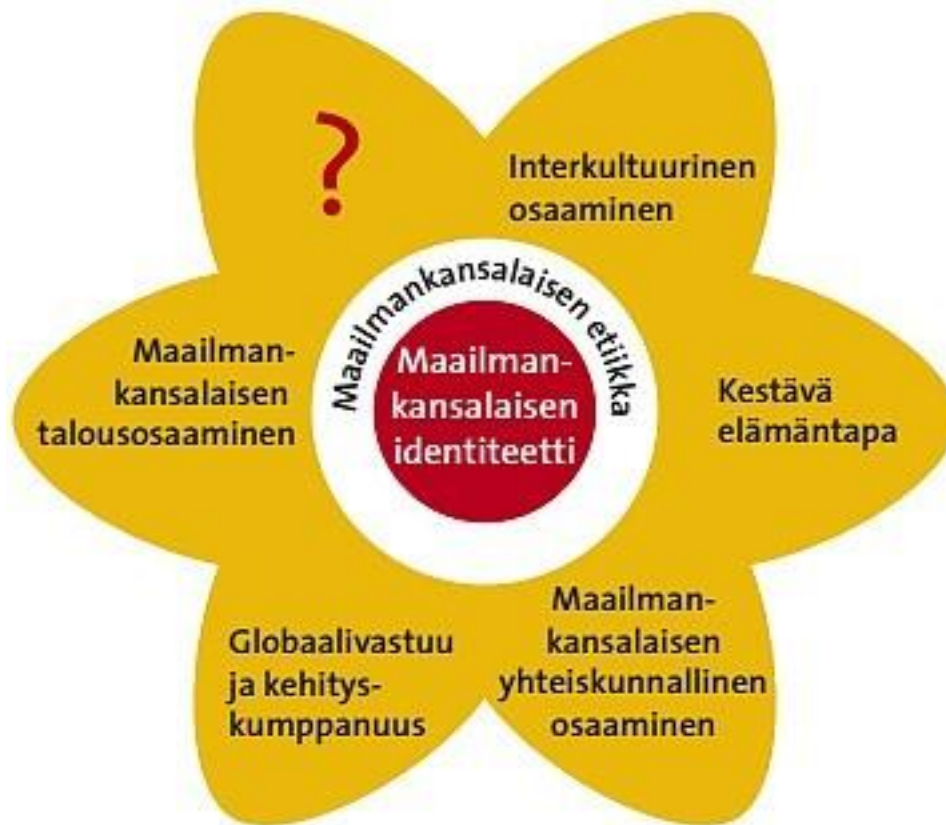 ?
Interkultuurinen
osaaminen
Maailmankansalaisen etiikka
Maailman-
kansalaisen
identiteetti
Maailman-
kansalaisen
talousosaaminen
Kestävä
elämäntapa
Globaalivastuu
ja kehitys-
kumppanuus
Maailman-
kansalaisen
yhteiskunnallinen
osaaminen